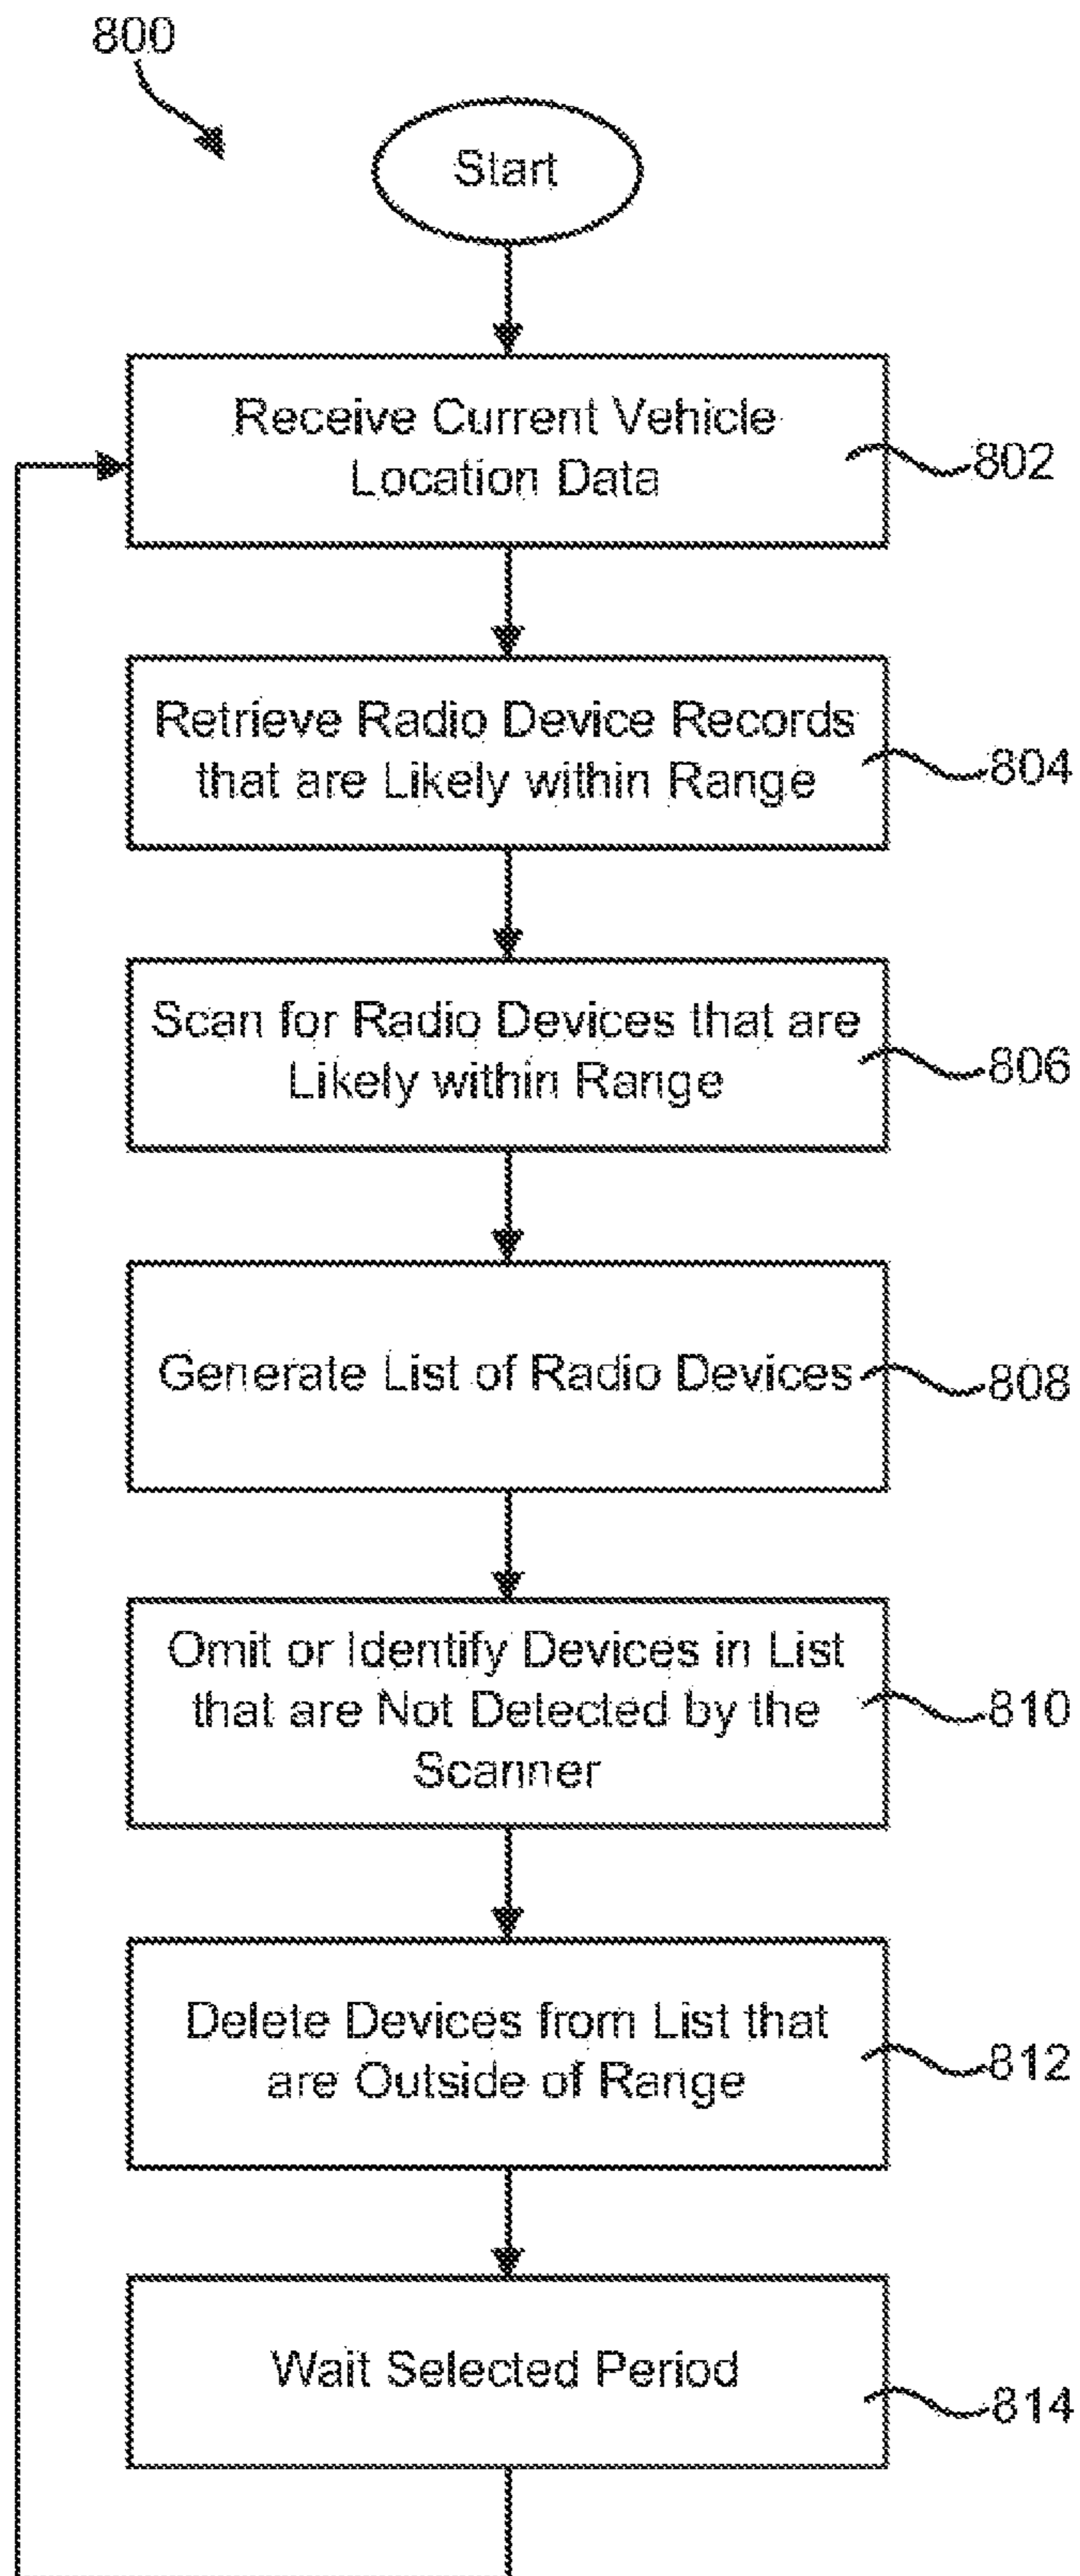 800
Start
Receive Current Vehicle
Location Data
802
Retrieve Radio Device Records
that are Likely within Range
804
Scan for Radio Devices that are
Likely within Range
806
Generate List of Radio Devices
808
Omit or Identify Devices in List
that are Not Detected by the
Scanner
810
Delete Devices from List that
are Outside of Range
812
Wait Selected Period
814